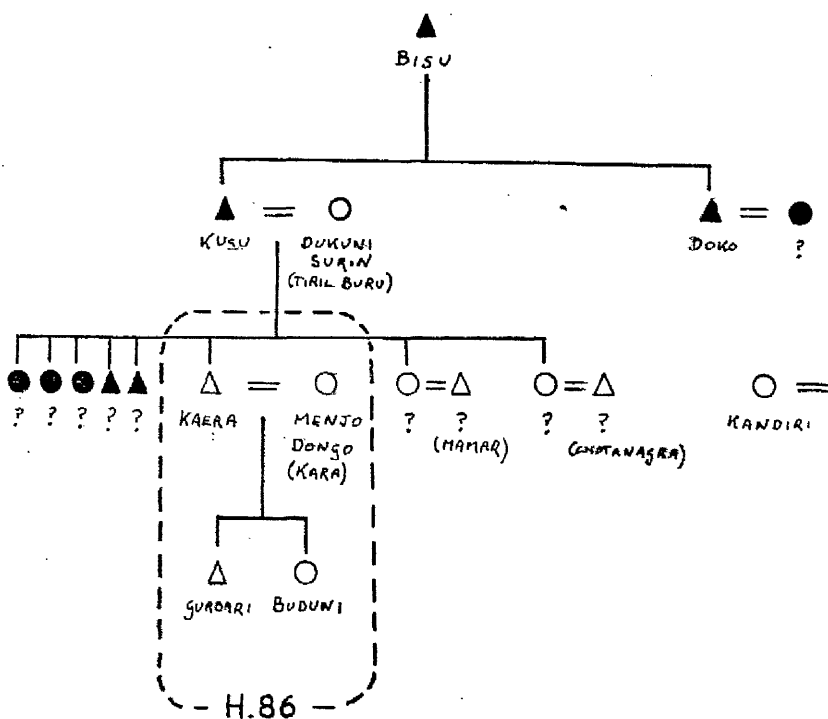 BISU
KUSU
DUKUNI
SURIN
(TIRIL BURU)
DOKO
?
? ? ? ? ?
KAERA
MENJO
DONGO
(KARA)
?
?
(MAMAR)
?
?
KANDIRI
GURBARI
BUDUNI
H.86